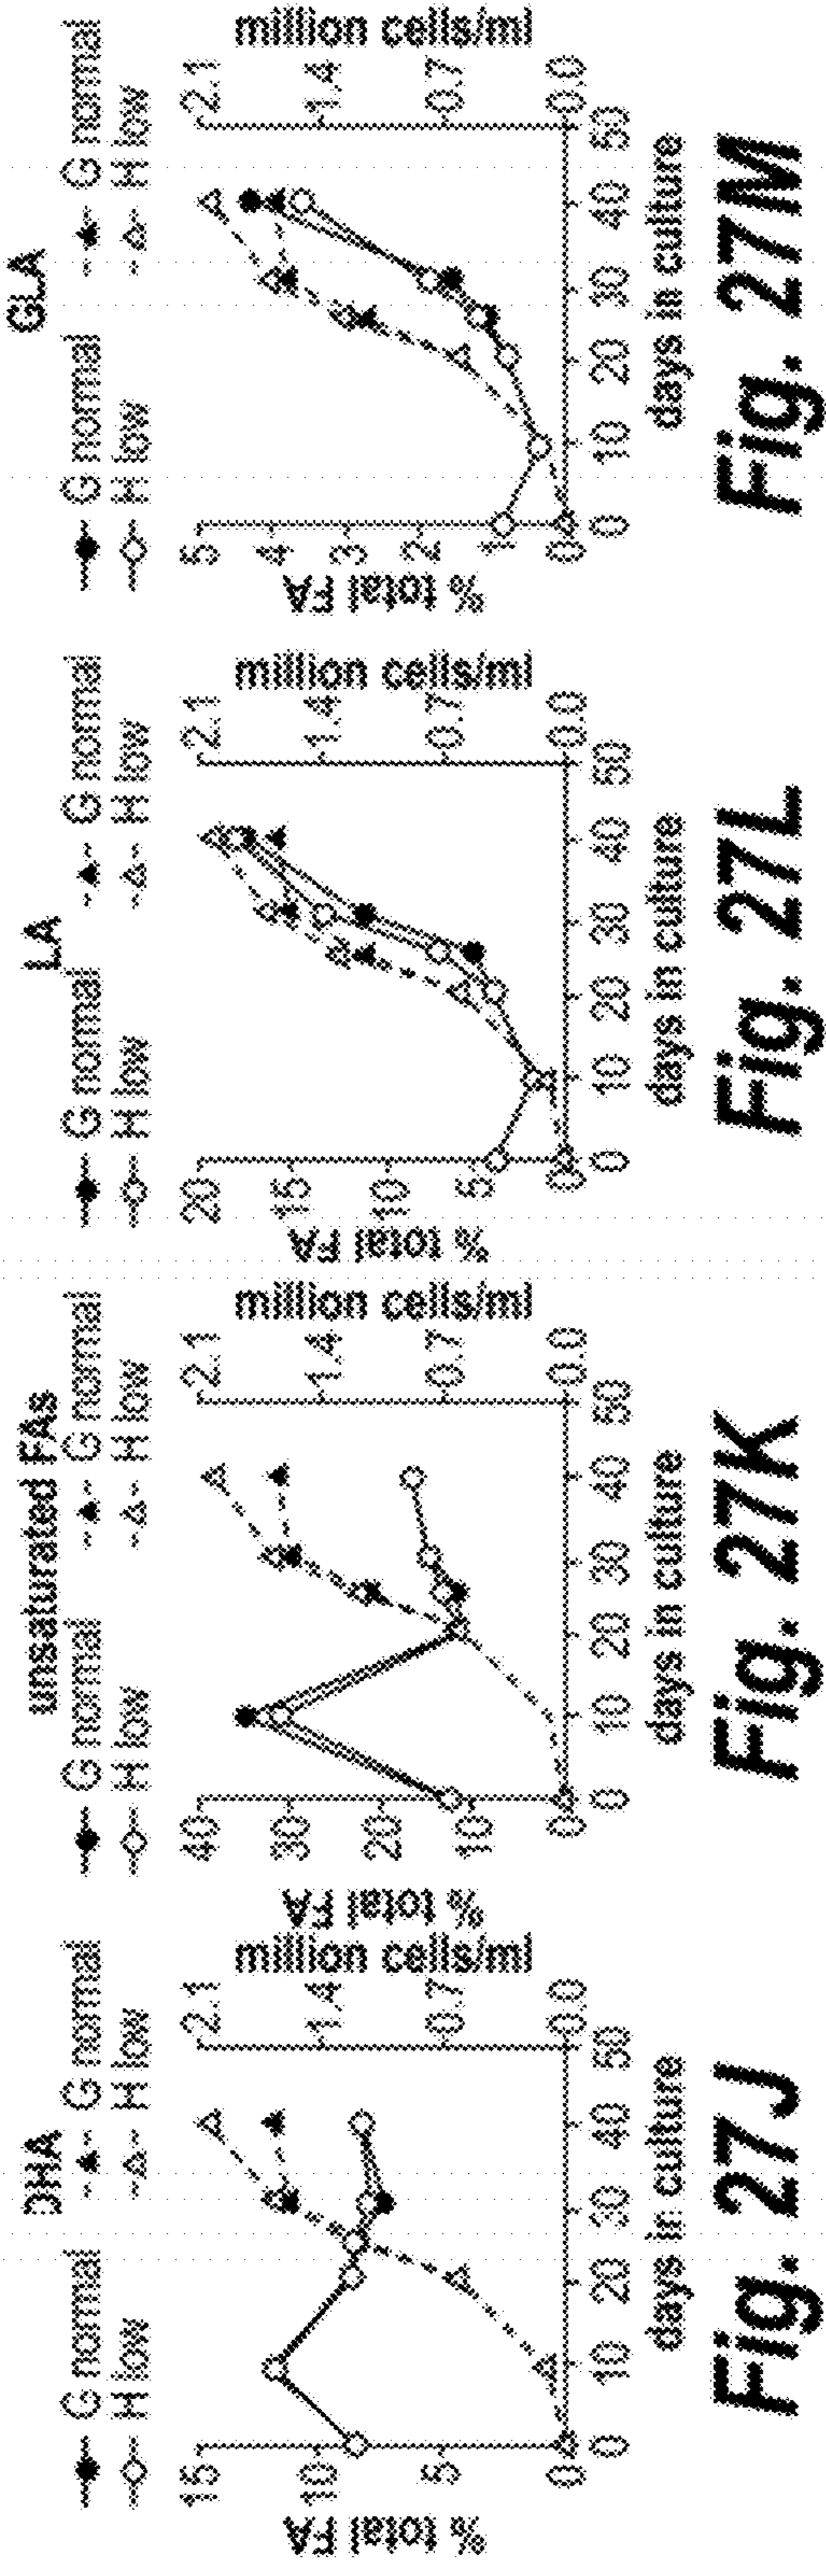 DHA
G normal
G normal
H low
H low
% total FA
15
10
5
0
million cells/ml
2.1
1.4
0.7
0.0
0 10 20 30 40 50
days in culture
Fig. 27J
unsaturated FAs
G normal
G normal
H low
H low
% total FA
40
30
20
10
0
million cells/ml
2.1
1.4
0.7
0.0
0 10 20 30 40 50
days in culture
Fig. 27K
LA
G normal
G normal
H low
H low
% total FA
20
15
10
5
0
million cells/ml
2.1
1.4
0.7
0.0
0 10 20 30 40 50
days in culture
Fig. 27L
GLA
G normal
G normal
H low
H low
% total FA
5
4
3
2
1
0
million cells/ml
2.1
1.4
0.7
0.0
0 10 20 30 40 50
days in culture
Fig. 27M